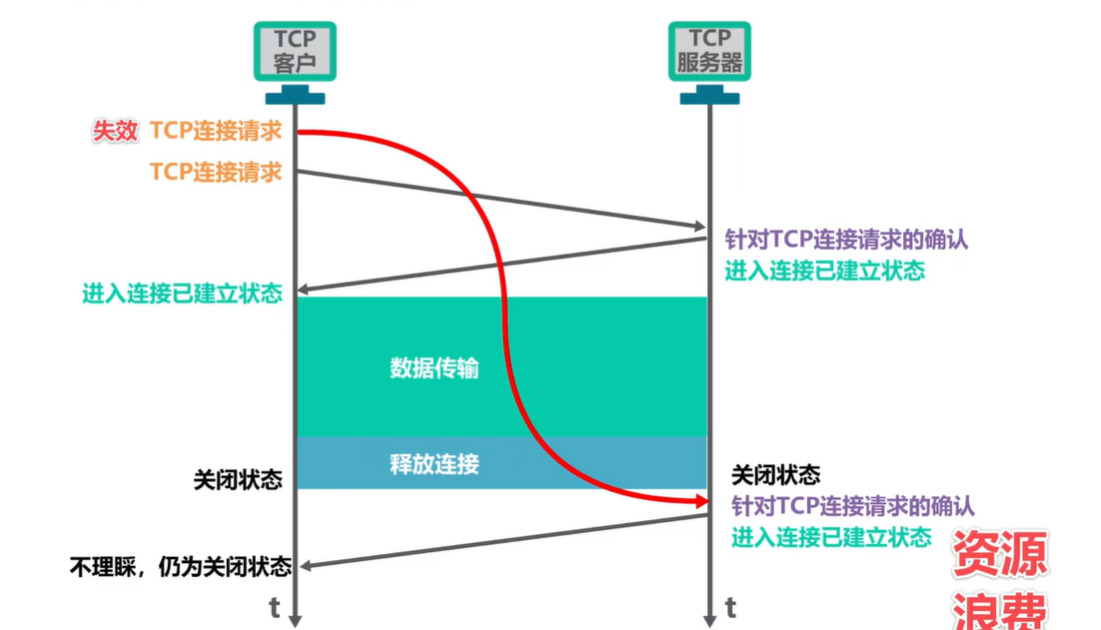 TCP
客户
TCP
服务器
失效 TCP连接请求
TCP连接请求
针对TCP连接请求的确认
进入连接已建立状态
进入连接已建立状态
数据传输
释放连接
关闭状态
关闭状态
针对TCP连接请求的确认
进入连接已建立状态
资源
浪费
不理睬，仍为关闭状态
t
t